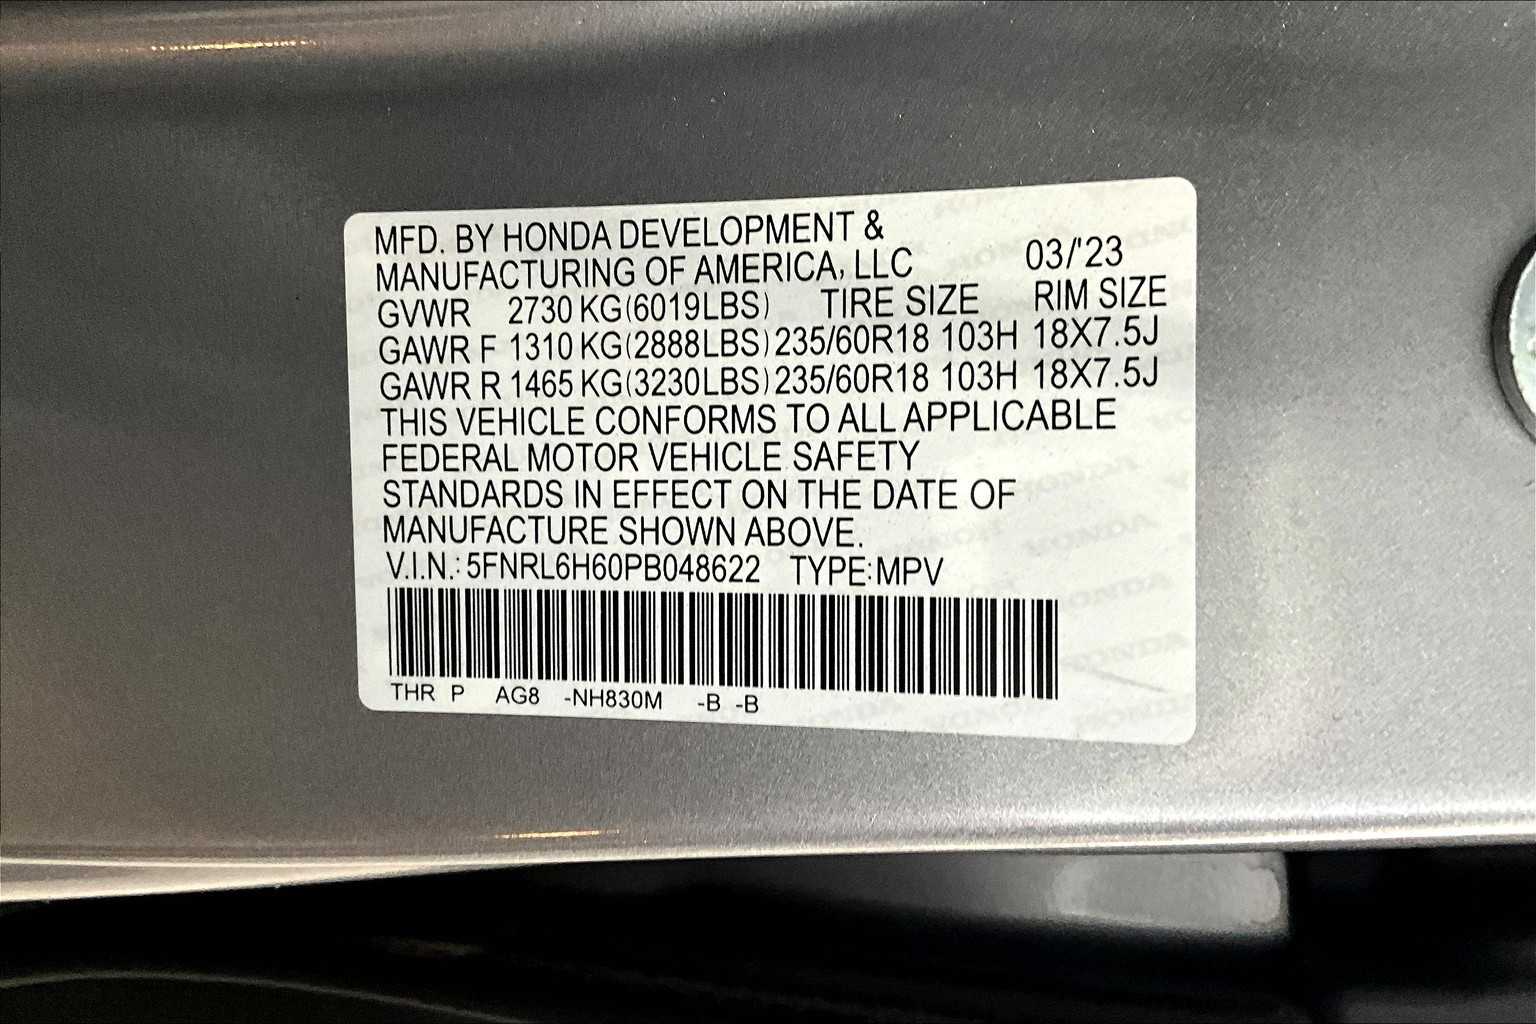 MFD. BY HONDA DEVELOPMENT &
MANUFACTURING OF AMERICA, LLC 03/'23
GVWR 2730 KG(6019LBS) TIRE SIZE RIM SIZE
GAWR F 1310 KG(2888LBS) 235/60R18 103H 18X7.5J
GAWR R 1465 KG(3230LBS) 235/60R18 103H 18X7.5J
THIS VEHICLE CONFORMS TO ALL APPLICABLE
FEDERAL MOTOR VEHICLE SAFETY
STANDARDS IN EFFECT ON THE DATE OF
MANUFACTURE SHOWN ABOVE.
V.I.N.: 5FNRL6H60PB048622 TYPE: MPV
THR P AG8 -NH830M -B -B